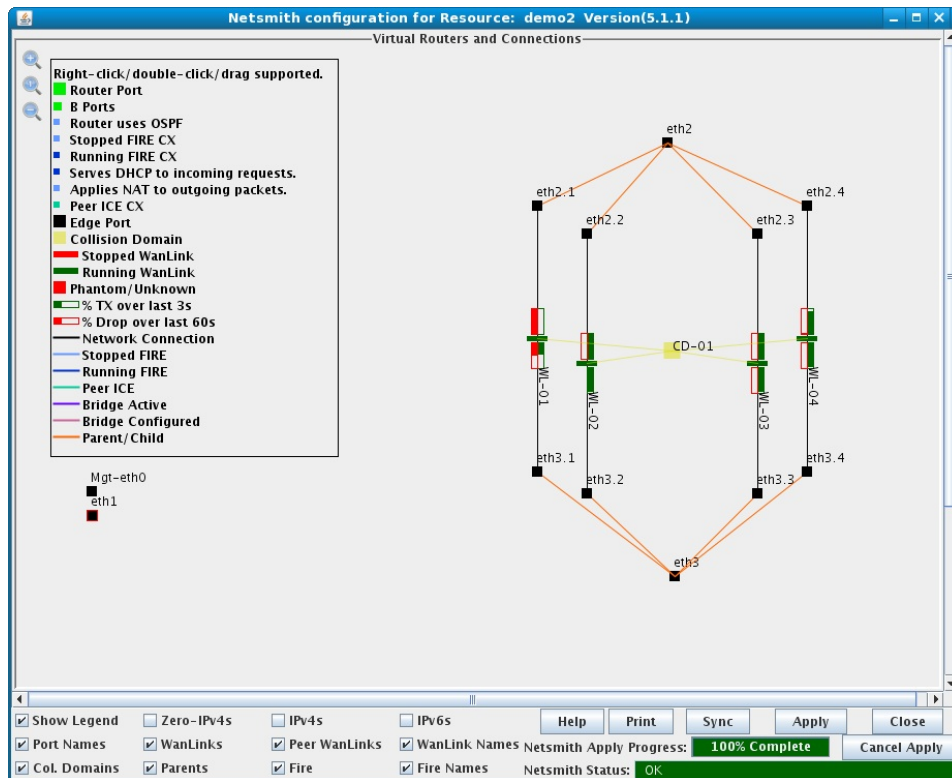 Netsmith configuration for Resource:  demo2  Version(5.1.1)
Virtual Routers and Connections
Right-click/double-click/drag supported.
Router Port
B Ports
Router uses OSPF
Stopped FIRE CX
Running FIRE CX
Serves DHCP to incoming requests.
Applies NAT to outgoing packets.
Peer ICE CX
Edge Port
Collision Domain
Stopped WanLink
Running WanLink
Phantom/Unknown
% TX over last 3s
% Drop over last 60s
Network Connection
Stopped FIRE
Running FIRE
Peer ICE
Bridge Active
Bridge Configured
Parent/Child
Mgt-eth0
eth1
eth2
eth2.1
eth2.2
eth2.3
eth2.4
CD-01
WL-01
WL-02
WL-03
WL-04
eth3.1
eth3.2
eth3.3
eth3.4
eth3
Show Legend Zero-IPv4s IPv4s IPv6s Help Print Sync Apply Close
Port Names WanLinks Peer WanLinks WanLink Names Netsmith Apply Progress: 100% Complete Cancel Apply
Col. Domains Parents Fire Fire Names Netsmith Status: OK